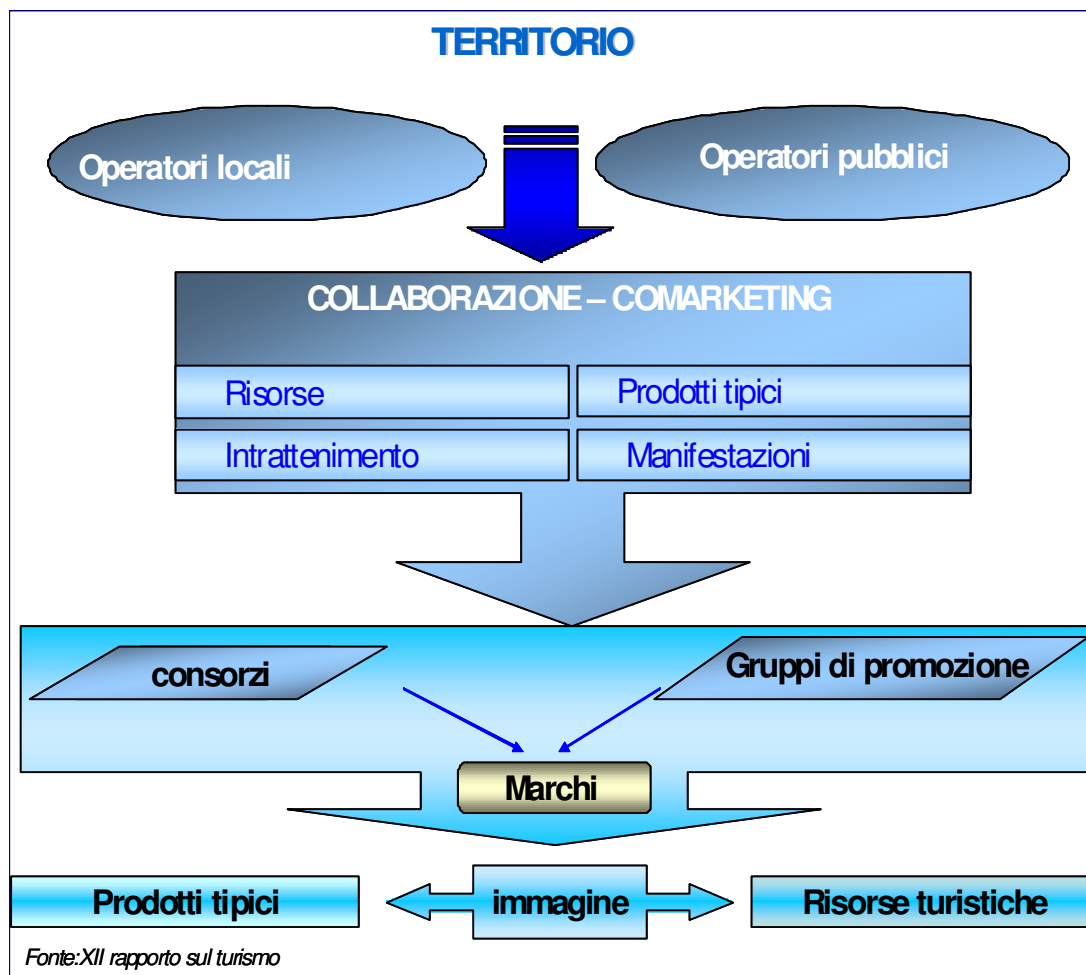 TERRITORIO
Operatori locali
Operatori pubblici
COLLABORAZIONE – COMARKETING
Risorse
Prodotti tipici
Intrattenimento
Manifestazioni
consorzi
Gruppi di promozione
Marchi
Prodotti tipici
immagine
Risorse turistiche
Fonte:XII rapporto sul turismo